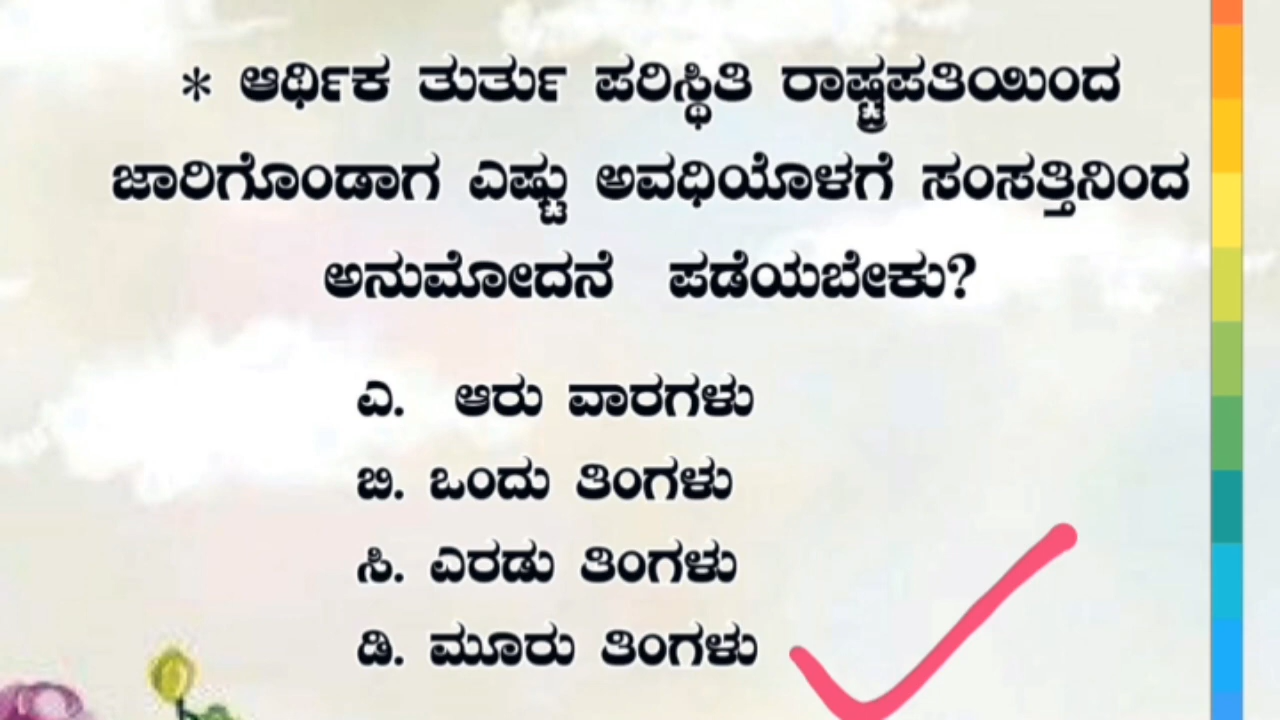 * ಆರ್ಥಿಕ ತುರ್ತು ಪರಿಸ್ಥಿತಿ ರಾಷ್ಟ್ರಪತಿಯಿಂದ
ಜಾರಿಗೊಂಡಾಗ ಎಷ್ಟು ಅವಧಿಯೊಳಗೆ ಸಂಸತ್ತಿನಿಂದ
ಅನುಮೋದನೆ ಪಡೆಯಬೇಕು?
ಎ. ಆರು ವಾರಗಳು
ಬಿ. ಒಂದು ತಿಂಗಳು
ಸಿ. ಎರಡು ತಿಂಗಳು
ಡಿ. ಮೂರು ತಿಂಗಳು